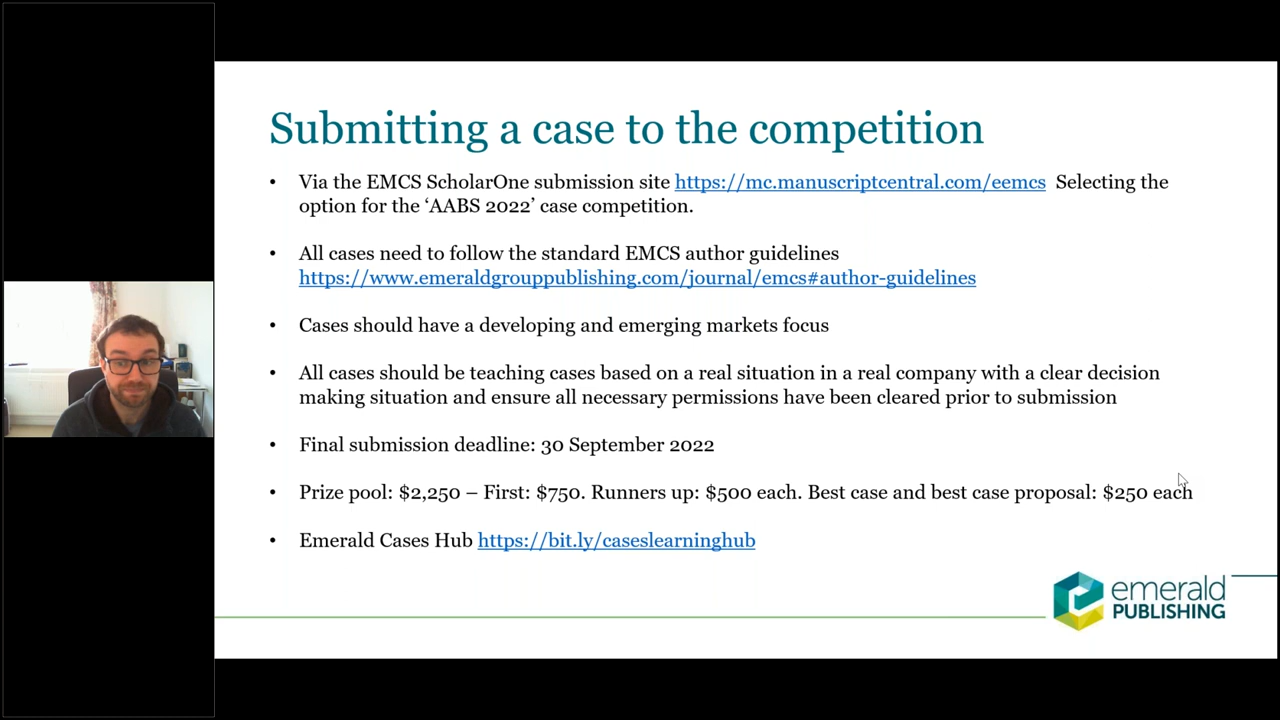 Submitting a case to the competition
• Via the EMCS ScholarOne submission site https://mc.manuscriptcentral.com/eemcs Selecting the
option for the ‘AABS 2022’ case competition.
• All cases need to follow the standard EMCS author guidelines
https://www.emeraldgrouppublishing.com/journal/emcs#author-guidelines
• Cases should have a developing and emerging markets focus
• All cases should be teaching cases based on a real situation in a real company with a clear decision
making situation and ensure all necessary permissions have been cleared prior to submission
• Final submission deadline: 30 September 2022
• Prize pool: $2,250 – First: $750. Runners up: $500 each. Best case and best case proposal: $250 each
• Emerald Cases Hub https://bit.ly/caseslearninghub
emerald
PUBLISHING